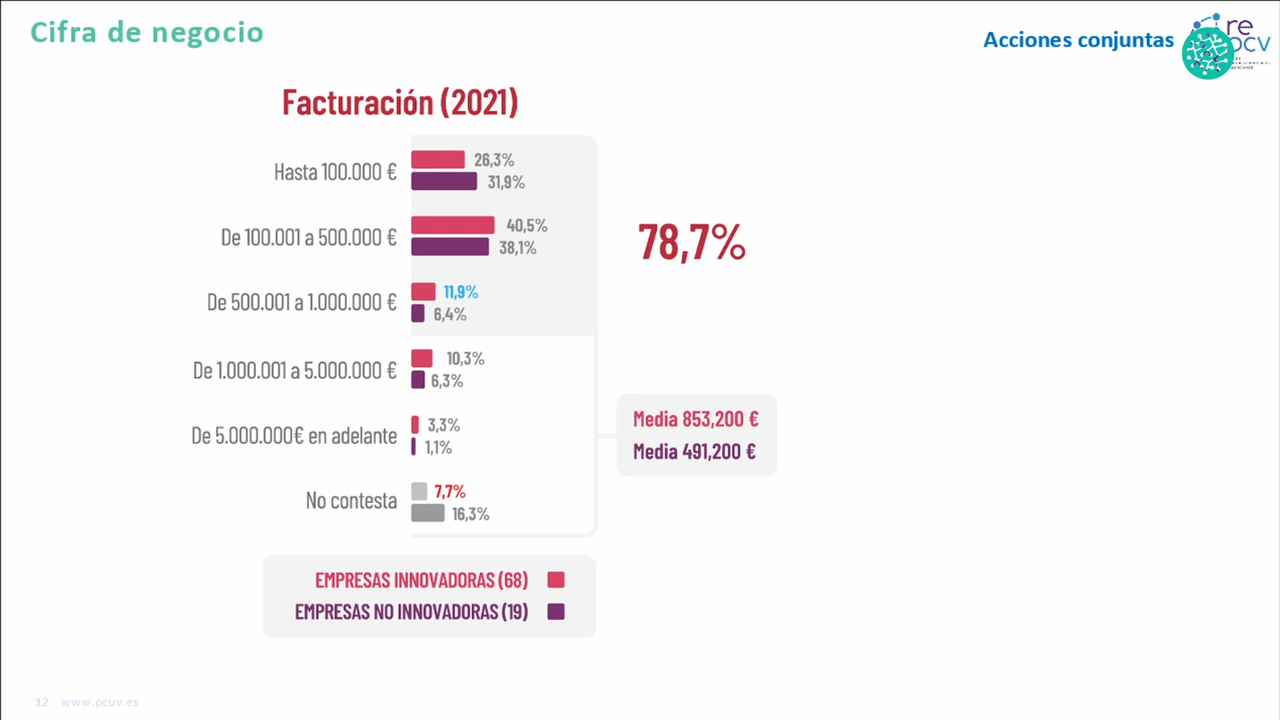 Cifra de negocio
Acciones conjuntas
re
pcv
Facturación (2021)
Hasta 100.000 €
26,3%
31,9%
De 100.001 a 500.000 €
40,5%
38,1%
78,7%
De 500.001 a 1.000.000 €
11,9%
6,4%
De 1.000.001 a 5.000.000 €
10,3%
6,3%
De 5.000.000€ en adelante
3,3%
1,1%
Media 853,200 €
Media 491,200 €
No contesta
7,7%
16,3%
EMPRESAS INNOVADORAS (68)
EMPRESAS NO INNOVADORAS (19)
12 www.pcuv.es